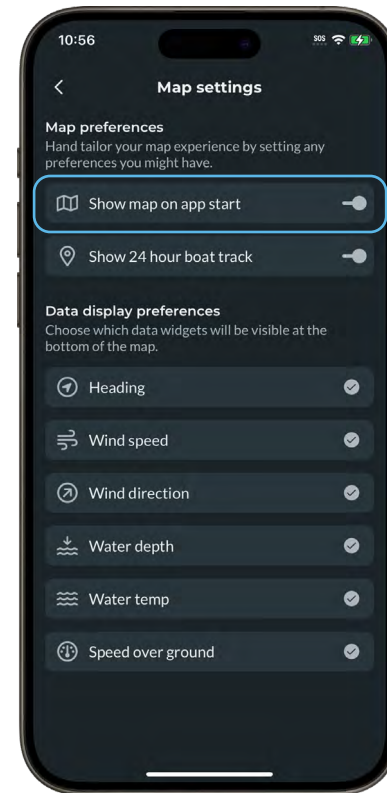 10:56
SOS
Map settings
Map preferences
Hand tailor your map experience by setting any
preferences you might have.
Show map on app start
Show 24 hour boat track
Data display preferences
Choose which data widgets will be visible at the
bottom of the map.
Heading
Wind speed
Wind direction
Water depth
Water temp
Speed over ground